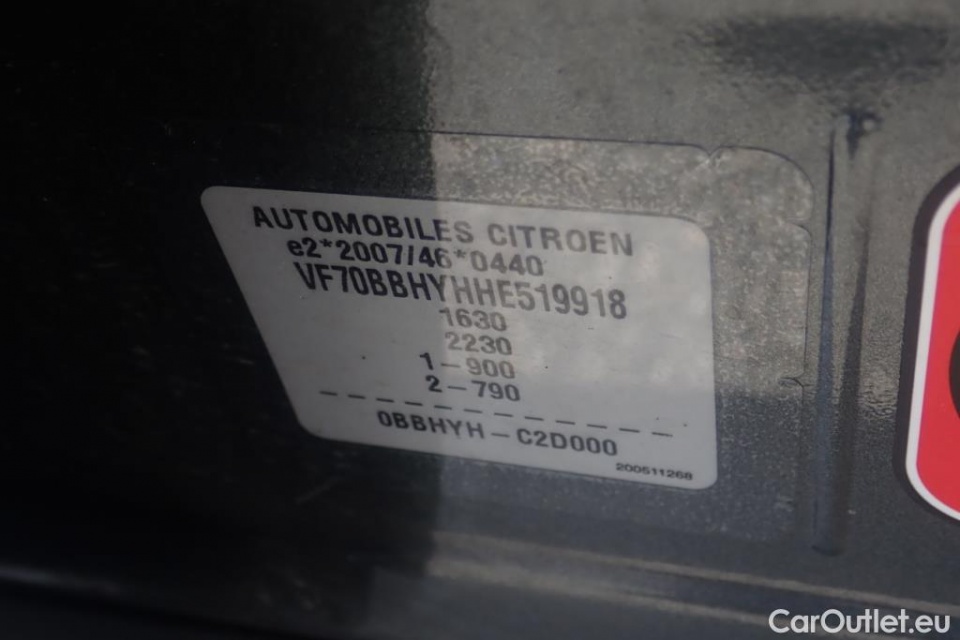 AUTOMOBILES CITROEN
e2*2007/46*0440
VF70BBHYHHE519918
1630
2230
1-900
2-790
0BBHYH-C2D000
200511268
CarOutlet.eu